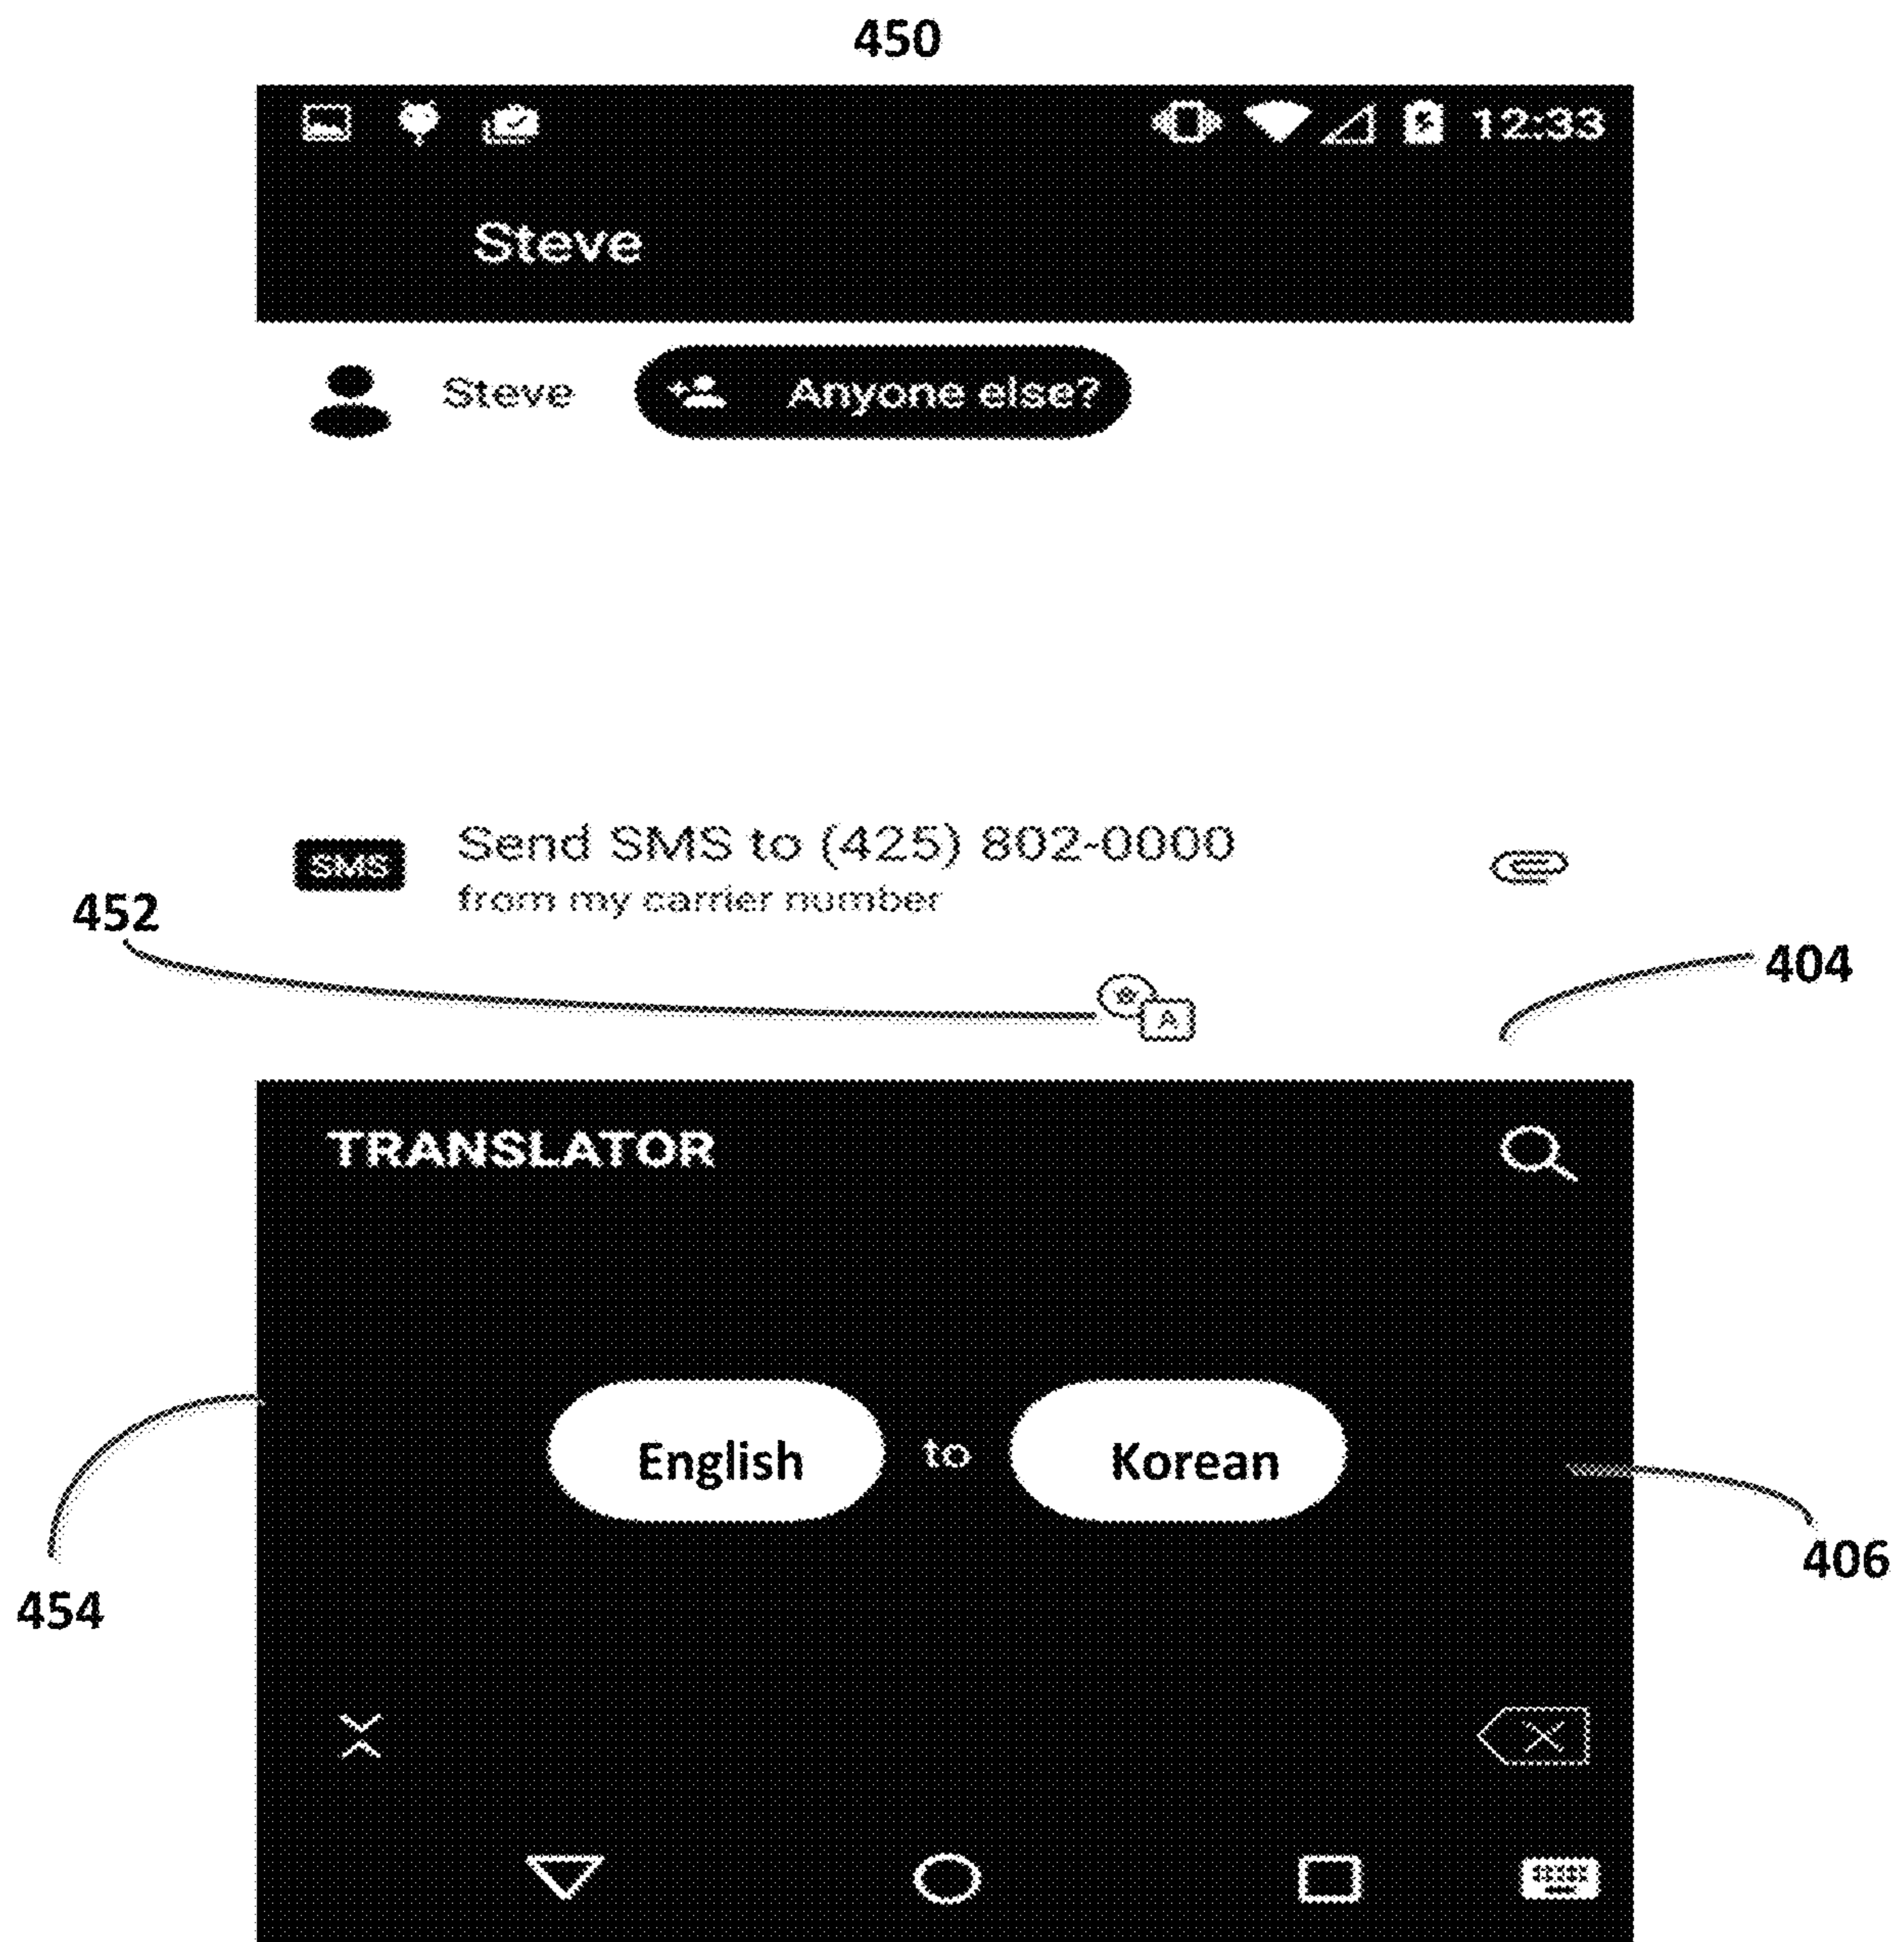 450
12:33
Steve
Steve
Anyone else?
SMS
Send SMS to (425) 802-0000
from my carrier number
452
404
A
TRANSLATOR
English to Korean
454
406